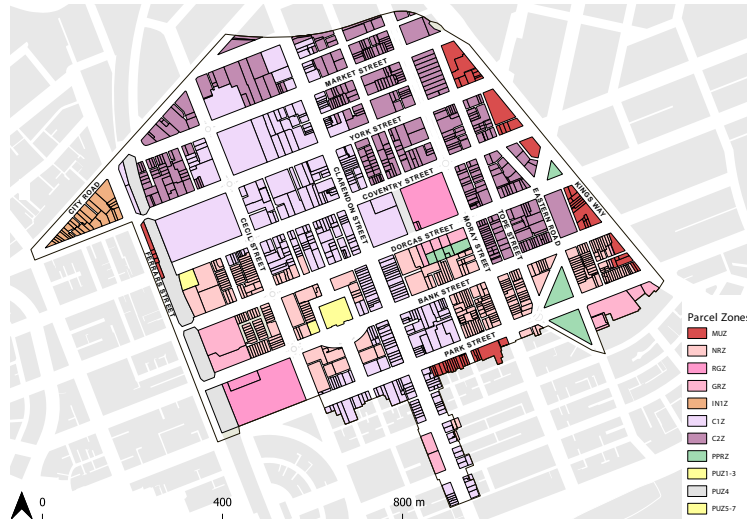 MARKET STREET
YORK STREET
COVENTRY STREET
CLARENDON STREET
CITY ROAD
CECIL STREET
DORCAS STREET
MORAY STREET
TOPE STREET
EASTERN ROAD
KINGS WAY
FERRARS STREET
BANK STREET
PARK STREET
Parcel Zones
MUZ
NRZ
RGZ
GRZ
IN1Z
C1Z
C2Z
PPRZ
PUZ1-3
PUZ4
PUZ5-7
0 400 800 m